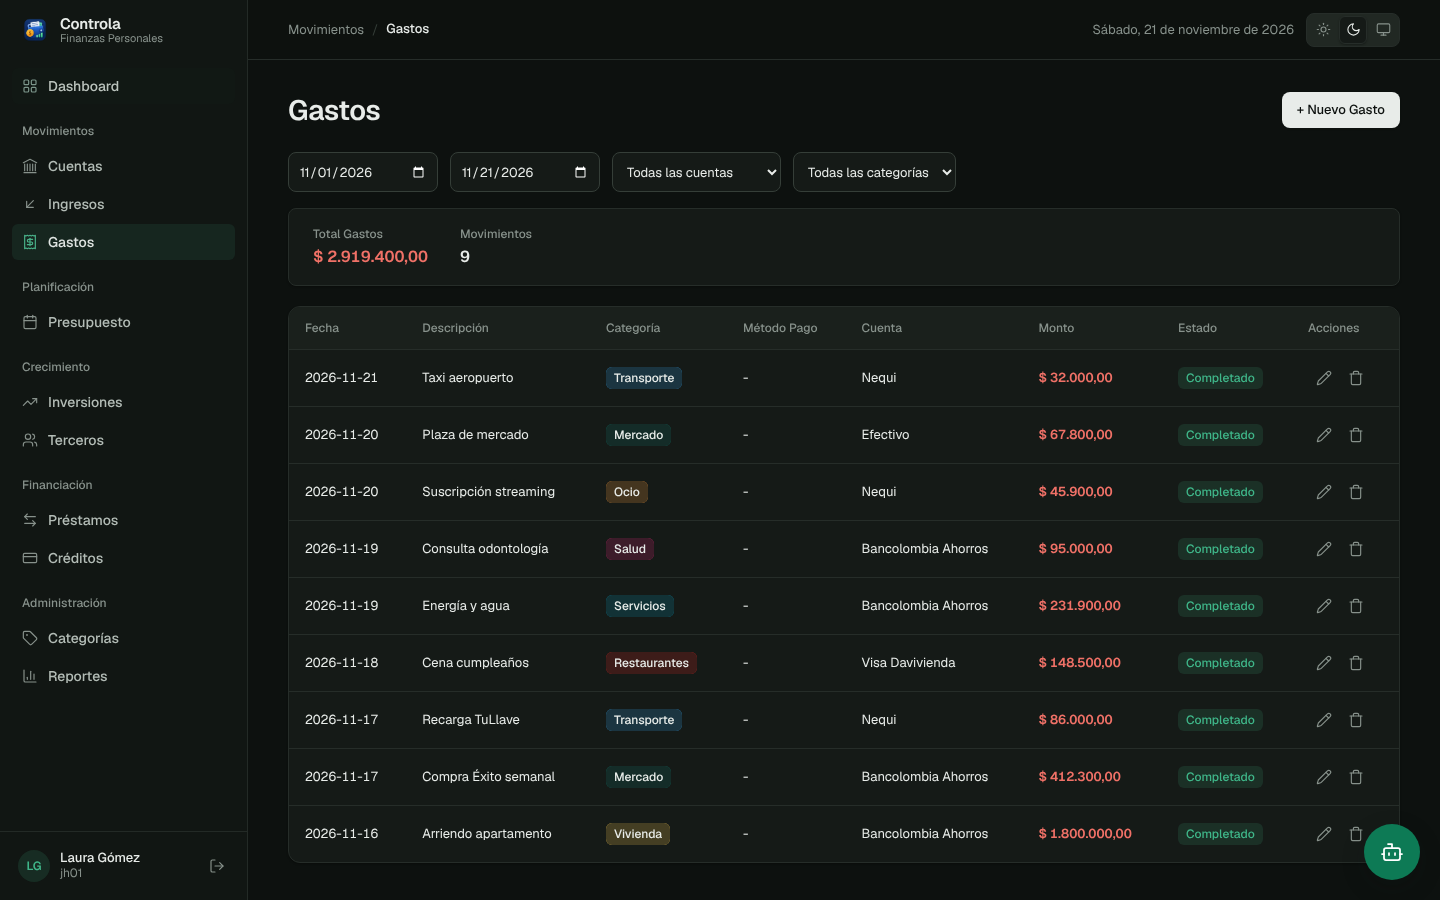 Controla
Finanzas Personales
Dashboard
Movimientos
Cuentas
Ingresos
Gastos
Planificación
Presupuesto
Crecimiento
Inversiones
Terceros
Financiación
Préstamos
Créditos
Administración
Categorías
Reportes
LG
Laura Gómez
jh01
Movimientos / Gastos
Sábado, 21 de noviembre de 2026
Gastos
+ Nuevo Gasto
11/01/2026 11/21/2026 Todas las cuentas Todas las categorías
Total Gastos Movimientos
$ 2.919.400,00 9
Fecha Descripción Categoría Método Pago Cuenta Monto Estado Acciones
2026-11-21 Taxi aeropuerto Transporte - Nequi $ 32.000,00 Completado
2026-11-20 Plaza de mercado Mercado - Efectivo $ 67.800,00 Completado
2026-11-20 Suscripción streaming Ocio - Nequi $ 45.900,00 Completado
2026-11-19 Consulta odontología Salud - Bancolombia Ahorros $ 95.000,00 Completado
2026-11-19 Energía y agua Servicios - Bancolombia Ahorros $ 231.900,00 Completado
2026-11-18 Cena cumpleaños Restaurantes - Visa Davivienda $ 148.500,00 Completado
2026-11-17 Recarga TuLlave Transporte - Nequi $ 86.000,00 Completado
2026-11-17 Compra Éxito semanal Mercado - Bancolombia Ahorros $ 412.300,00 Completado
2026-11-16 Arriendo apartamento Vivienda - Bancolombia Ahorros $ 1.800.000,00 Completado